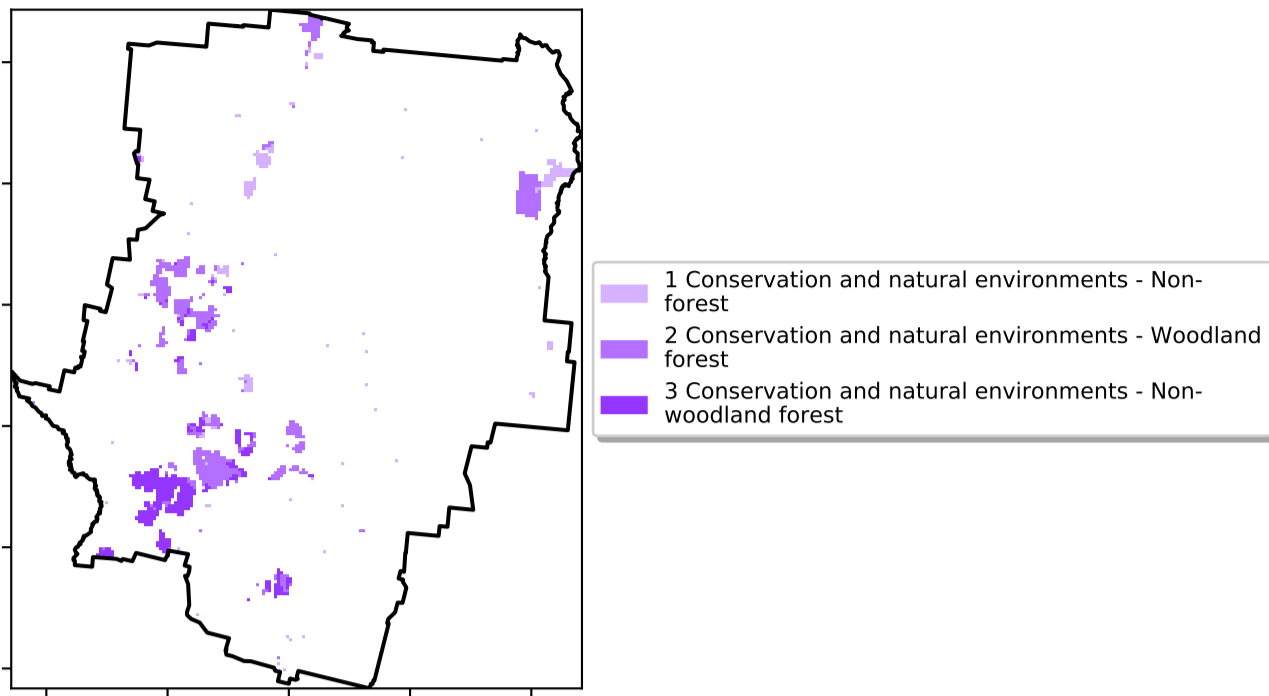 1 Conservation and natural environments - Non-
forest
2 Conservation and natural environments - Woodland
forest
3 Conservation and natural environments - Non-
woodland forest